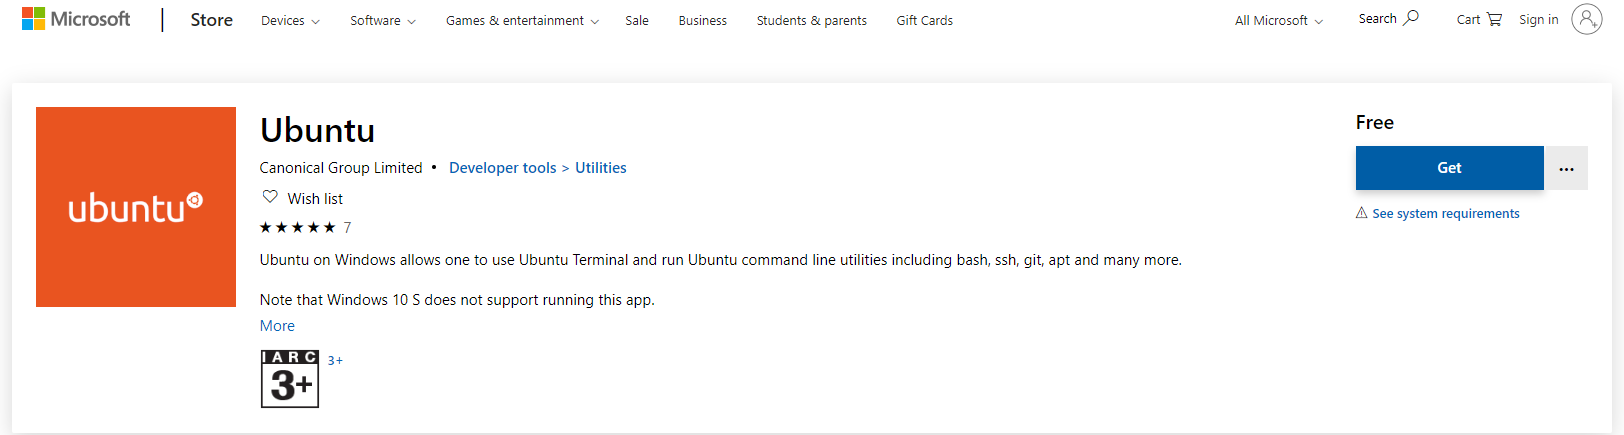 Microsoft Store Devices Software Games & entertainment Sale Business Students & parents Gift Cards All Microsoft Search Cart Sign in
ubuntu
Ubuntu
Canonical Group Limited • Developer tools > Utilities
Wish list
★★★★★ 7
Ubuntu on Windows allows one to use Ubuntu Terminal and run Ubuntu command line utilities including bash, ssh, git, apt and many more.
Note that Windows 10 S does not support running this app.
More
IARC
3+
3+
Free
Get ...
See system requirements